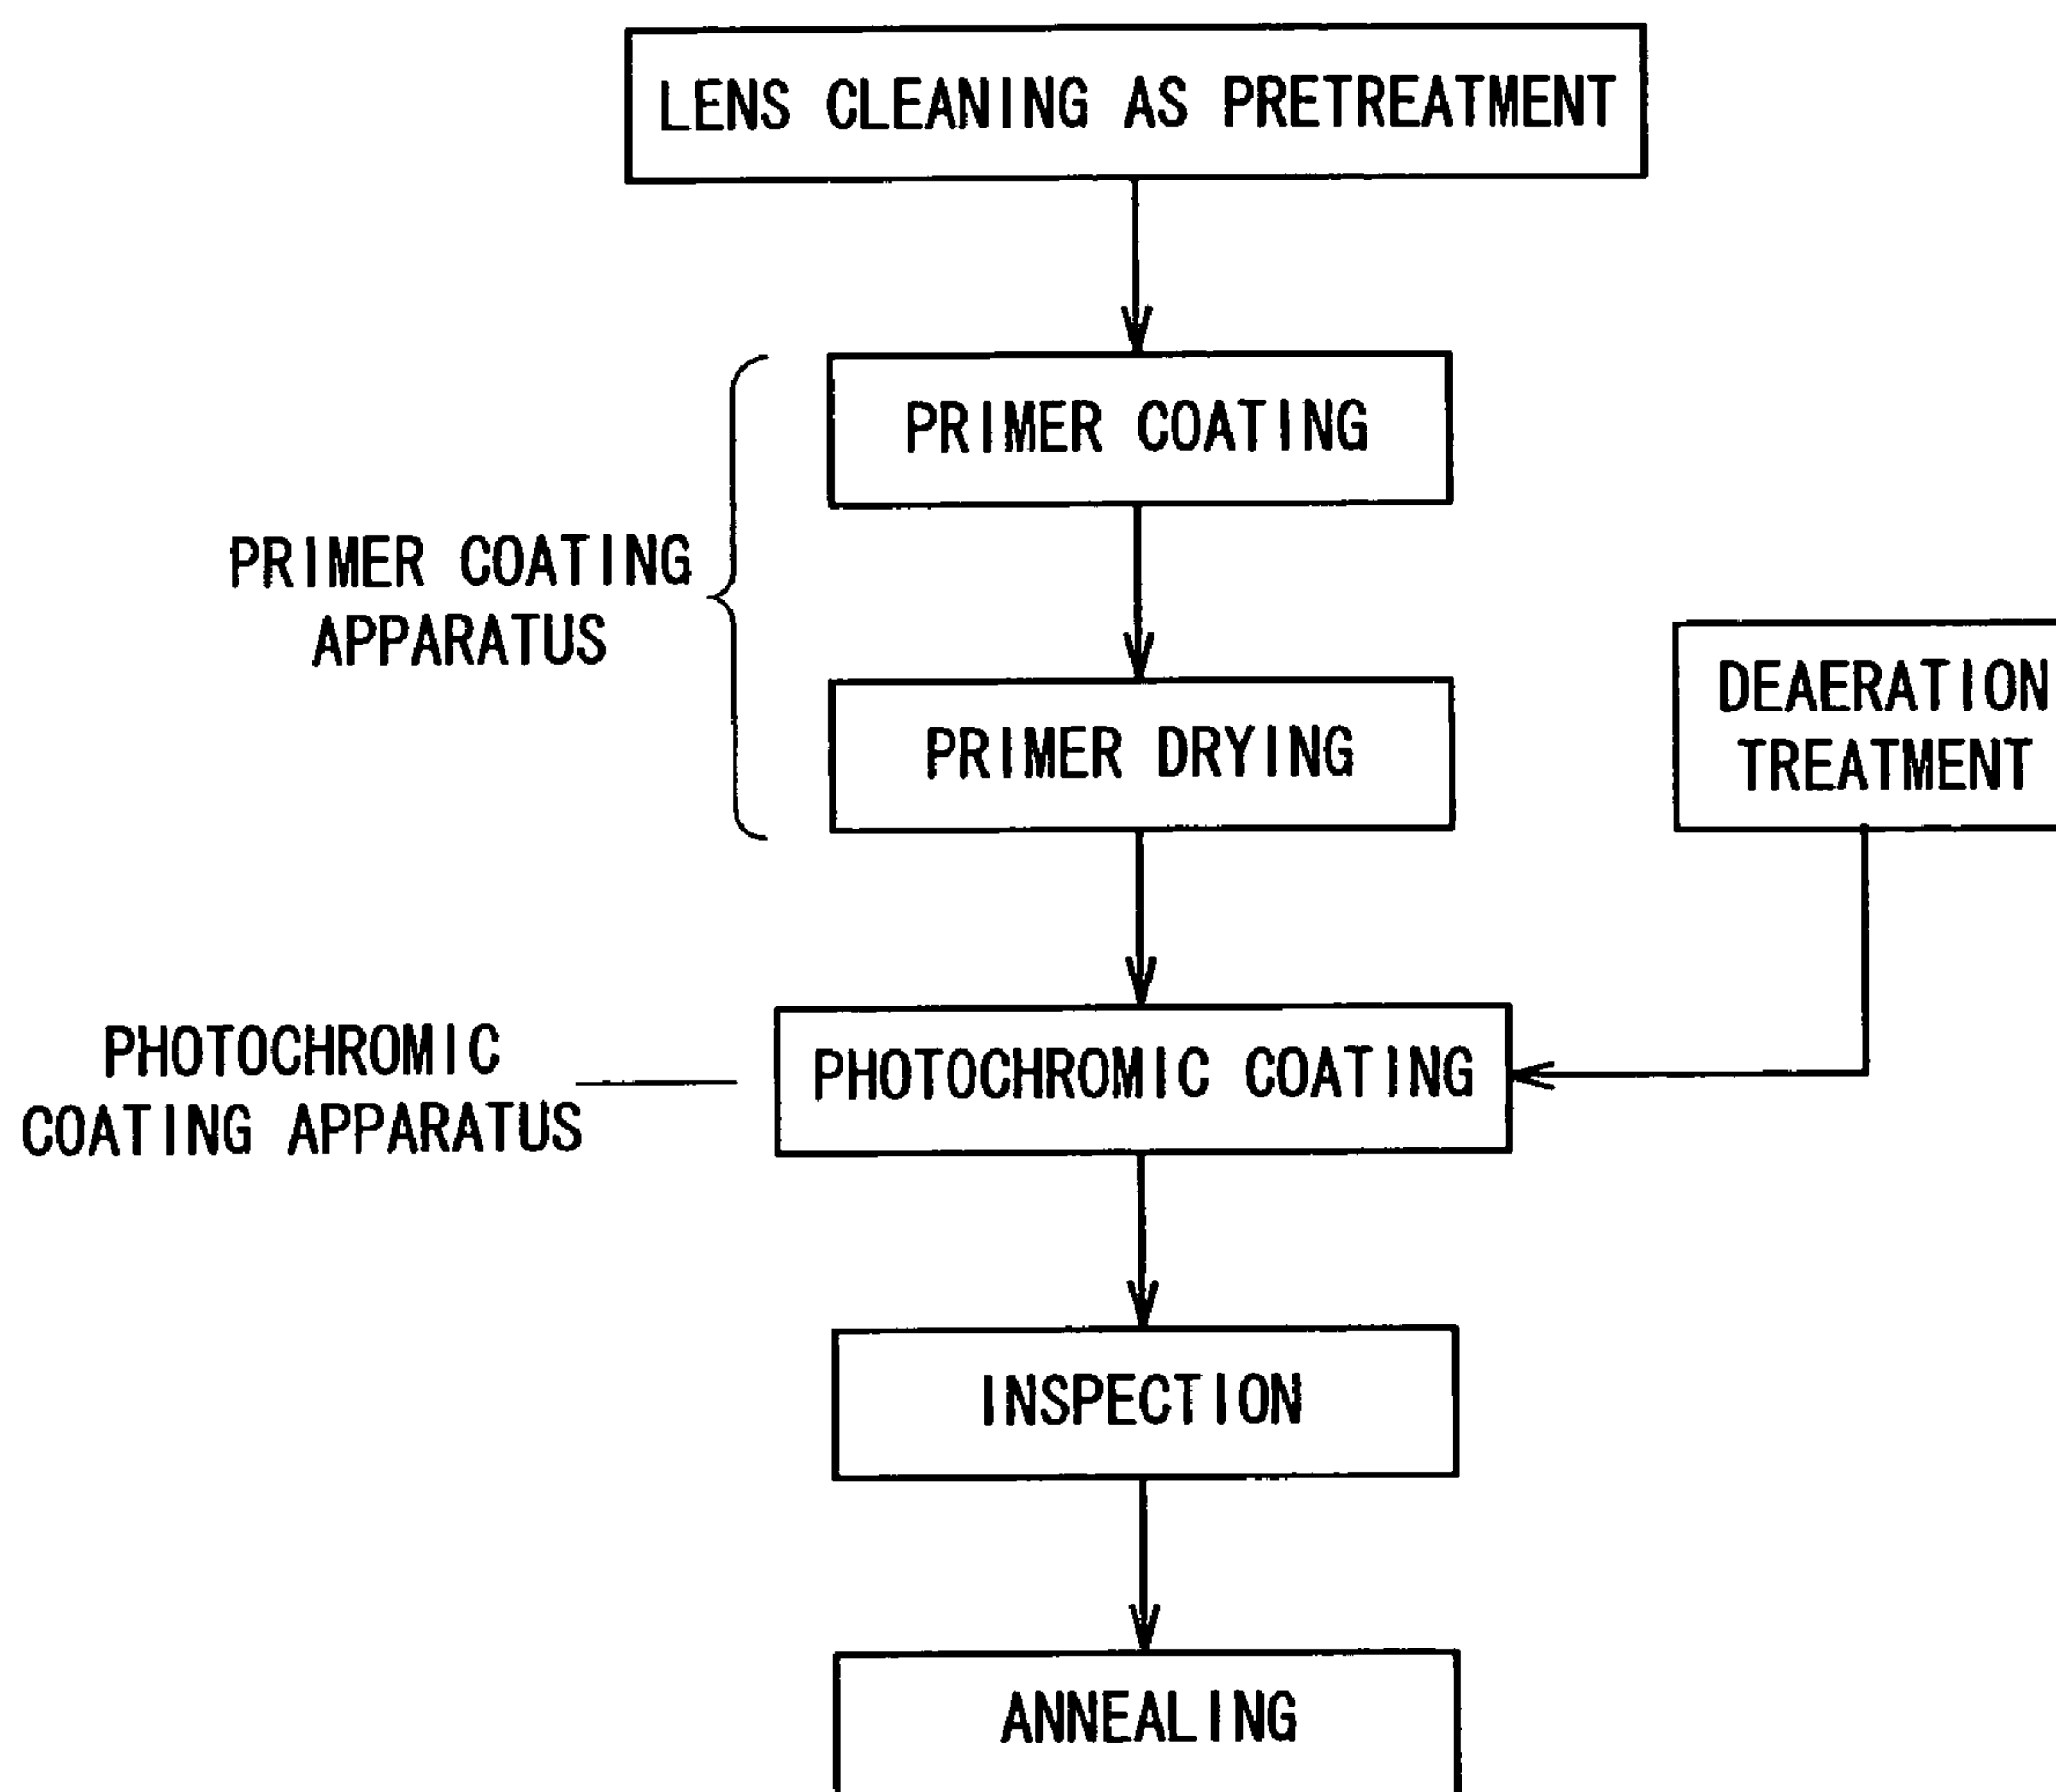 LENS CLEANING AS PRETREATMENT
PRIMER COATING
PRIMER COATING
APPARATUS
PRIMER DRYING
DEAERATION
TREATMENT
PHOTOCHROMIC
COATING APPARATUS
PHOTOCHROMIC COATING
INSPECTION
ANNEALING